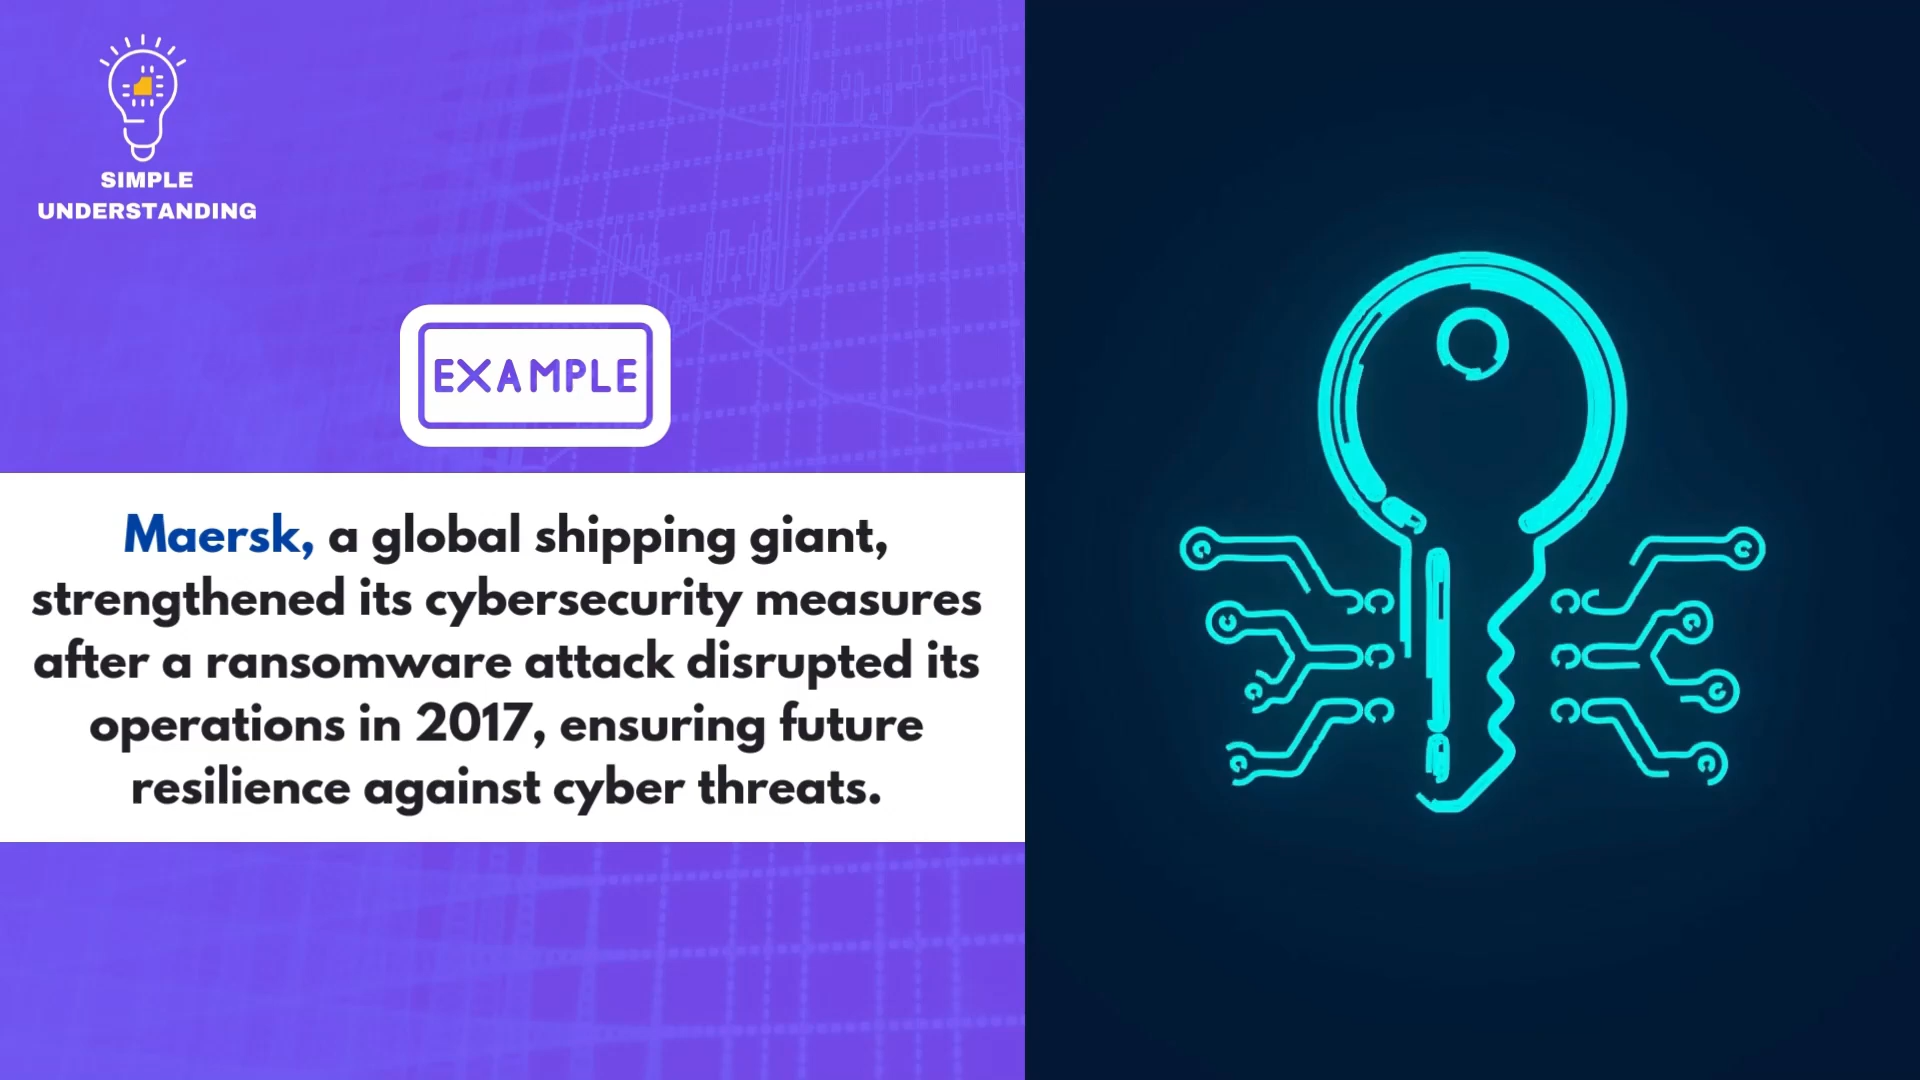 SIMPLE
UNDERSTANDING
EXAMPLE
Maersk, a global shipping giant,
strengthened its cybersecurity measures
after a ransomware attack disrupted its
operations in 2017, ensuring future
resilience against cyber threats.